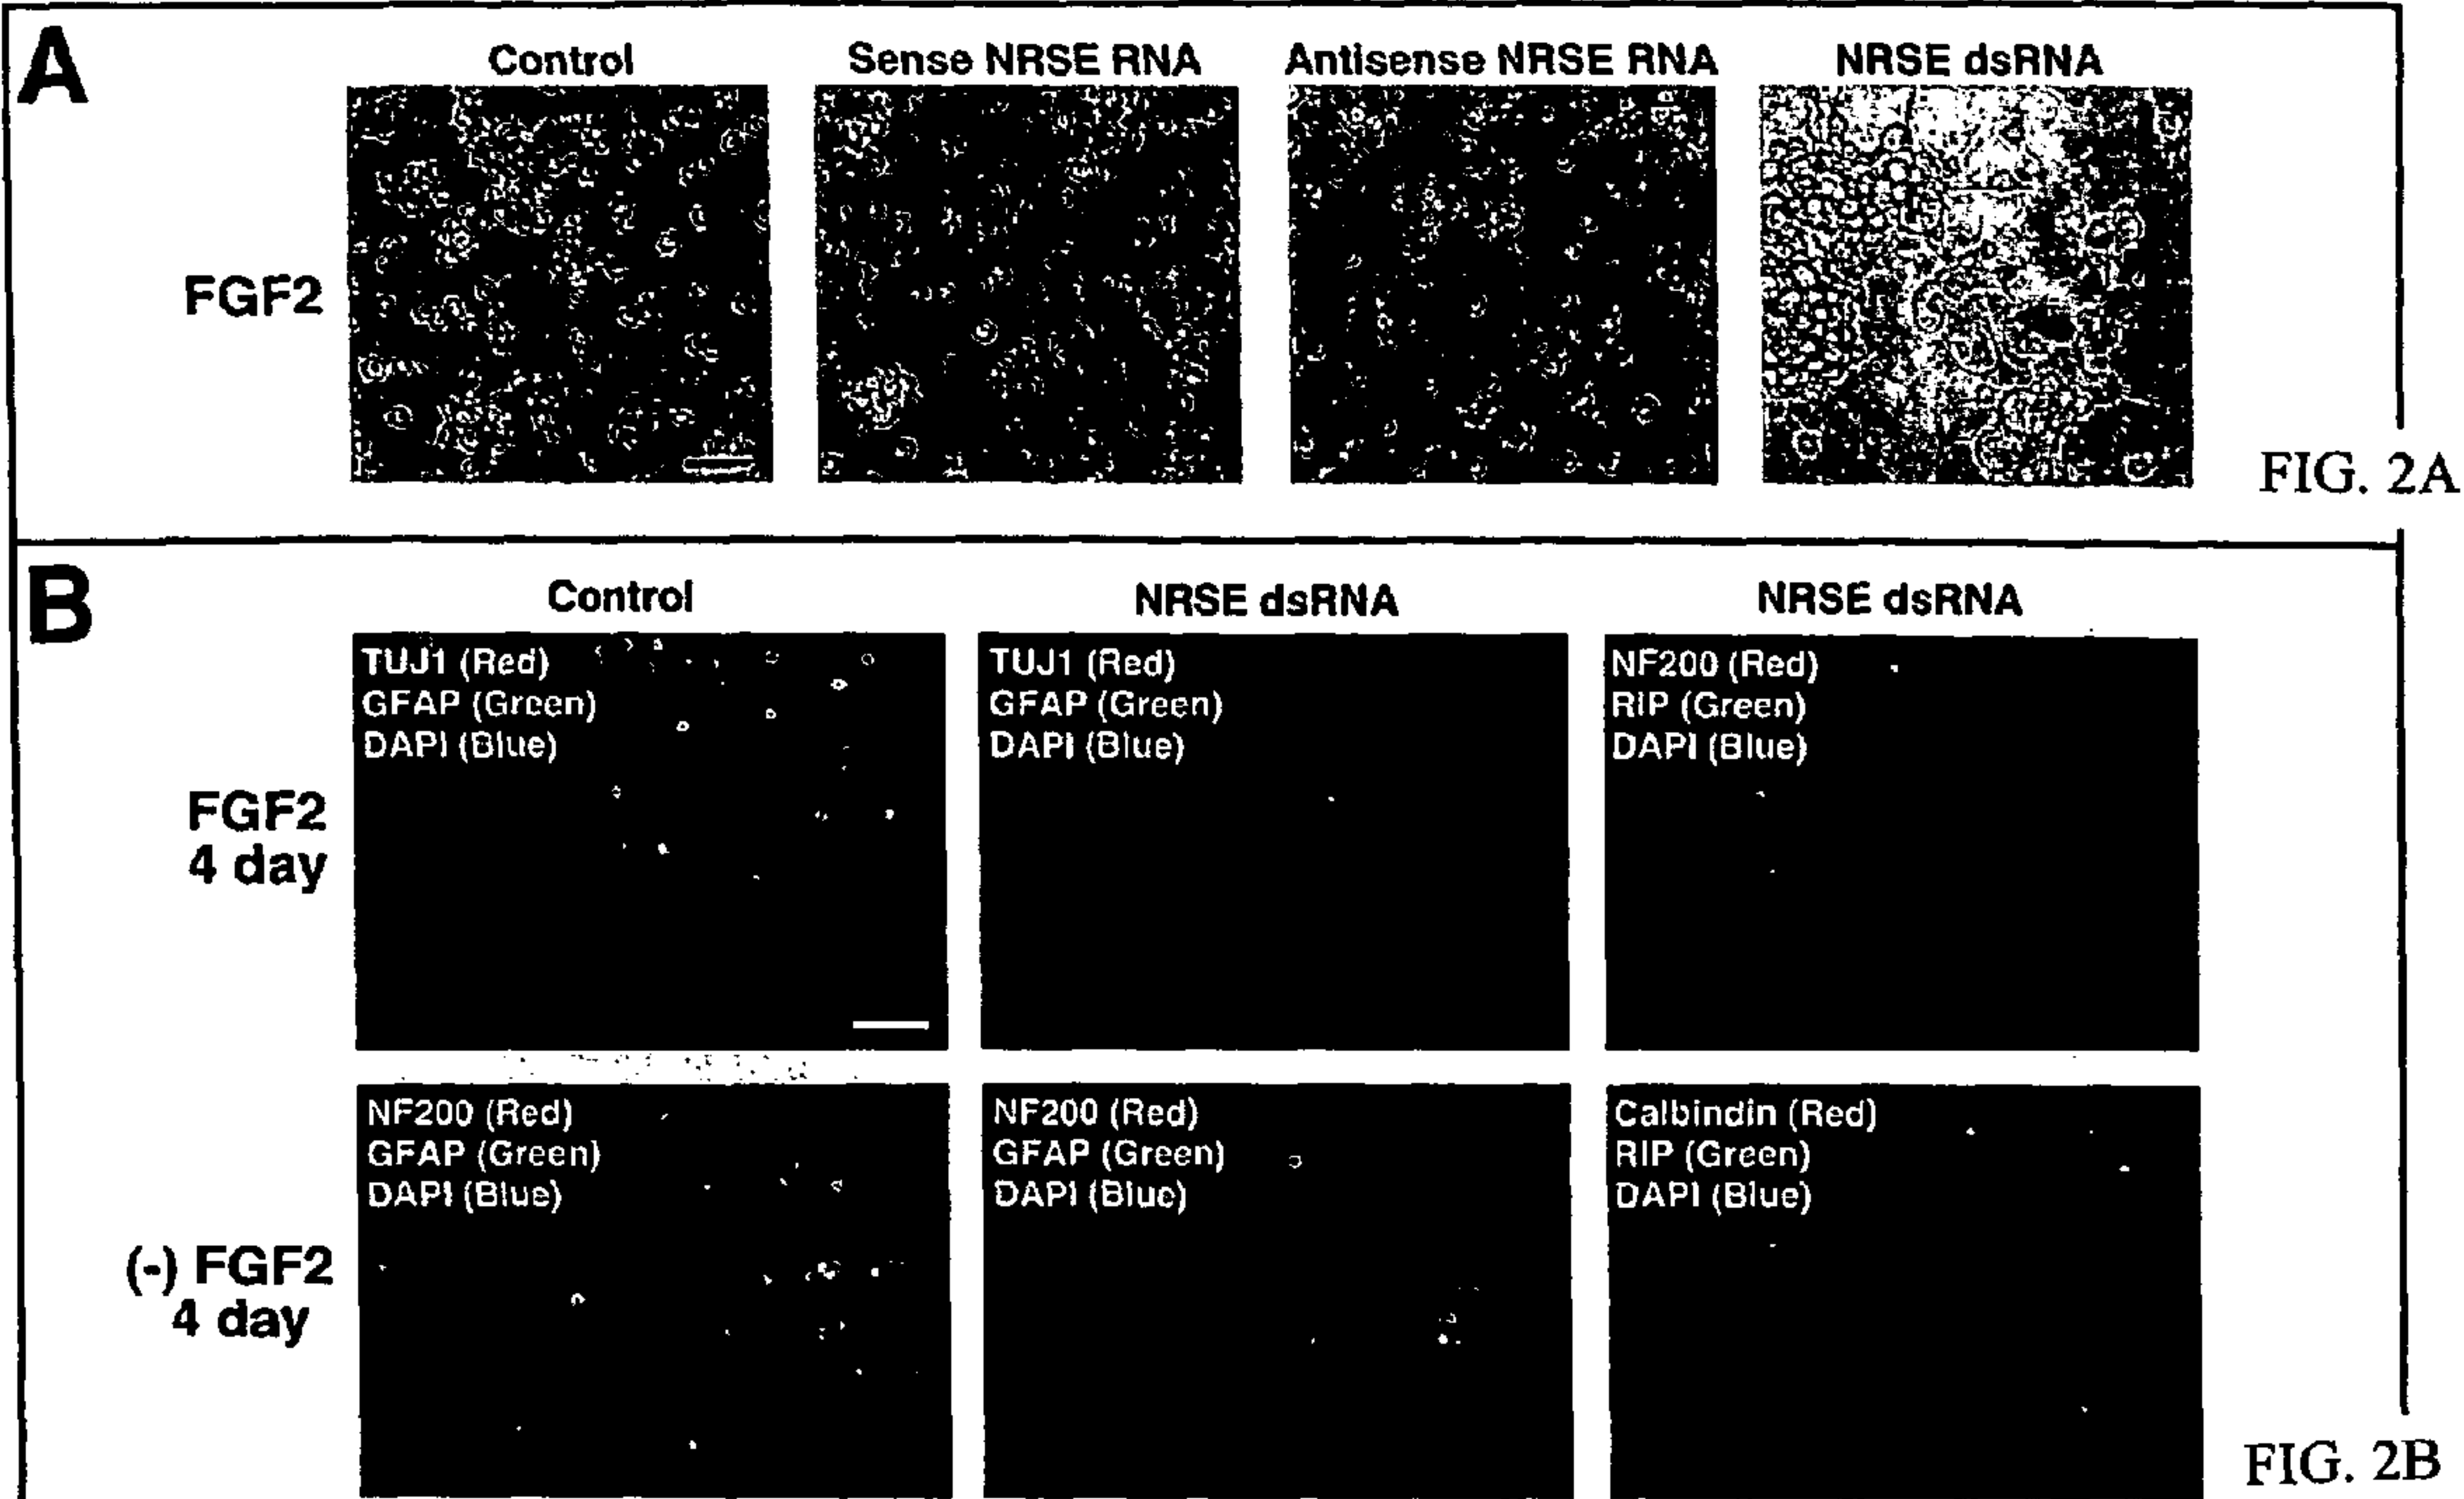 A
Control
Sense NRSE RNA
Antisense NRSE RNA
NRSE dsRNA
FGF2
FIG. 2A
B
Control
NRSE dsRNA
NRSE dsRNA
FGF2
4 day
TUJ1 (Red)
GFAP (Green)
DAPI (Blue)
TUJ1 (Red)
GFAP (Green)
DAPI (Blue)
NF200 (Red)
RIP (Green)
DAPI (Blue)
(-) FGF2
4 day
NF200 (Red)
GFAP (Green)
DAPI (Blue)
NF200 (Red)
GFAP (Green)
DAPI (Blue)
Calbindin (Red)
RIP (Green)
DAPI (Blue)
FIG. 2B